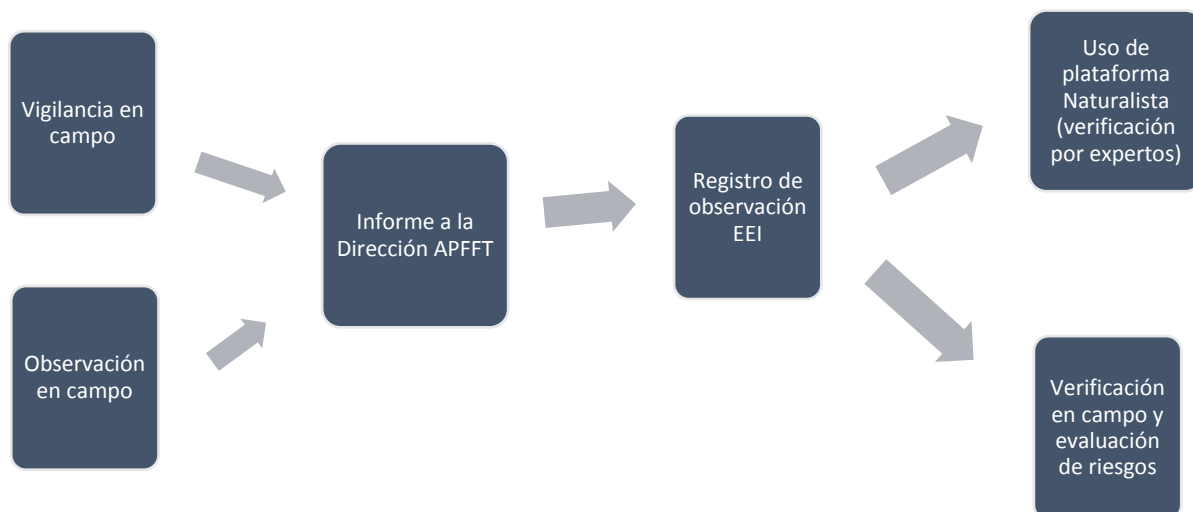 Vigilancia en
campo
Observación
en campo
Informe a la
Dirección APFFT
Registro de
observación
EEI
Uso de
plataforma
Naturalista
(verificación
por expertos)
Verificación
en campo y
evaluación
de riesgos